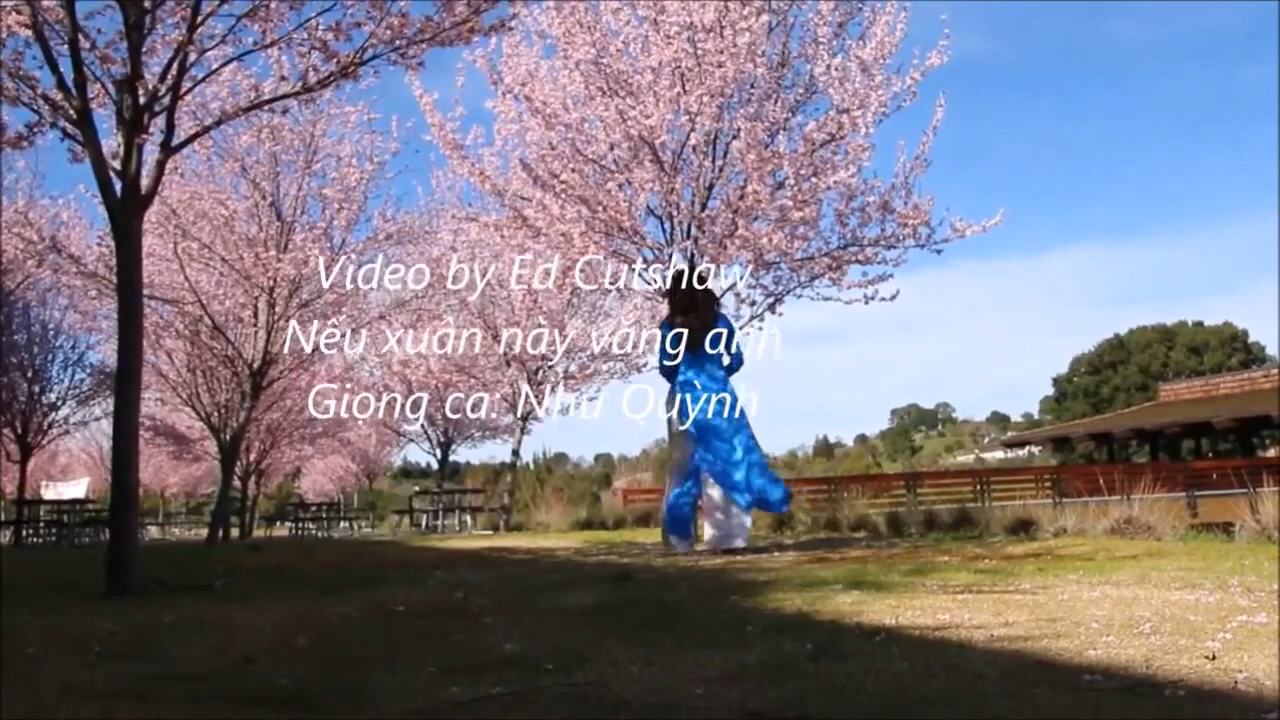 Video by Ed Cutshaw
Nếu xuân này vắng anh
Giọng ca: Như Quỳnh